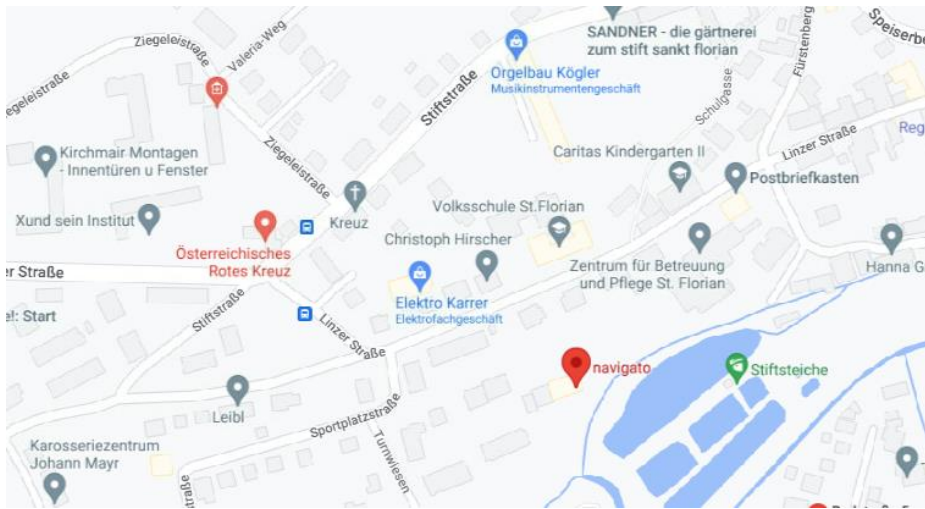 SANDNER - die gärtnerei
zum stift sankt florian
Speiserbe
Ziegeleistraße
Valeria-Weg
Fürstenberg
Ziegeleistraße
Orgelbau Kögler
Musikinstrumentengeschäft
Stiftstraße
Schulgasse
Linzer Straße
Reg
Kirchmair Montagen
- Innentüren u Fenster
Ziegeleistraße
Caritas Kindergarten II
Postbriefkasten
Xund sein Institut
Kreuz
Volksschule St.Florian
Österreichisches
Rotes Kreuz
Christoph Hirscher
Zentrum für Betreuung
und Pflege St. Florian
Hanna G
er Straße
Elektro Karrer
Elektrofachgeschäft
e!: Start
Stiftstraße
Linzer Straße
navigato
Stiftsteiche
Leibl
Sportplatzstraße
Turnwiesen
Karosseriezentrum
Johann Mayr
straße